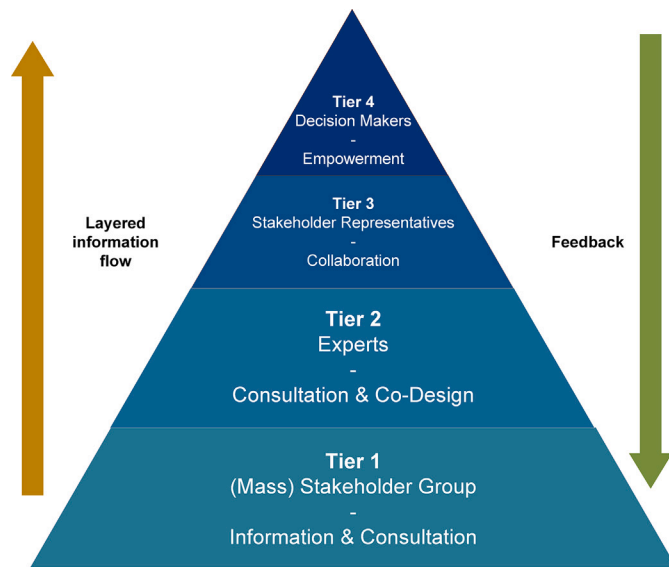 Tier 4
Decision Makers
-
Empowerment
Tier 3
Stakeholder Representatives
-
Collaboration
Layered
information
flow
Feedback
Tier 2
Experts
-
Consultation & Co-Design
Tier 1
(Mass) Stakeholder Group
-
Information & Consultation